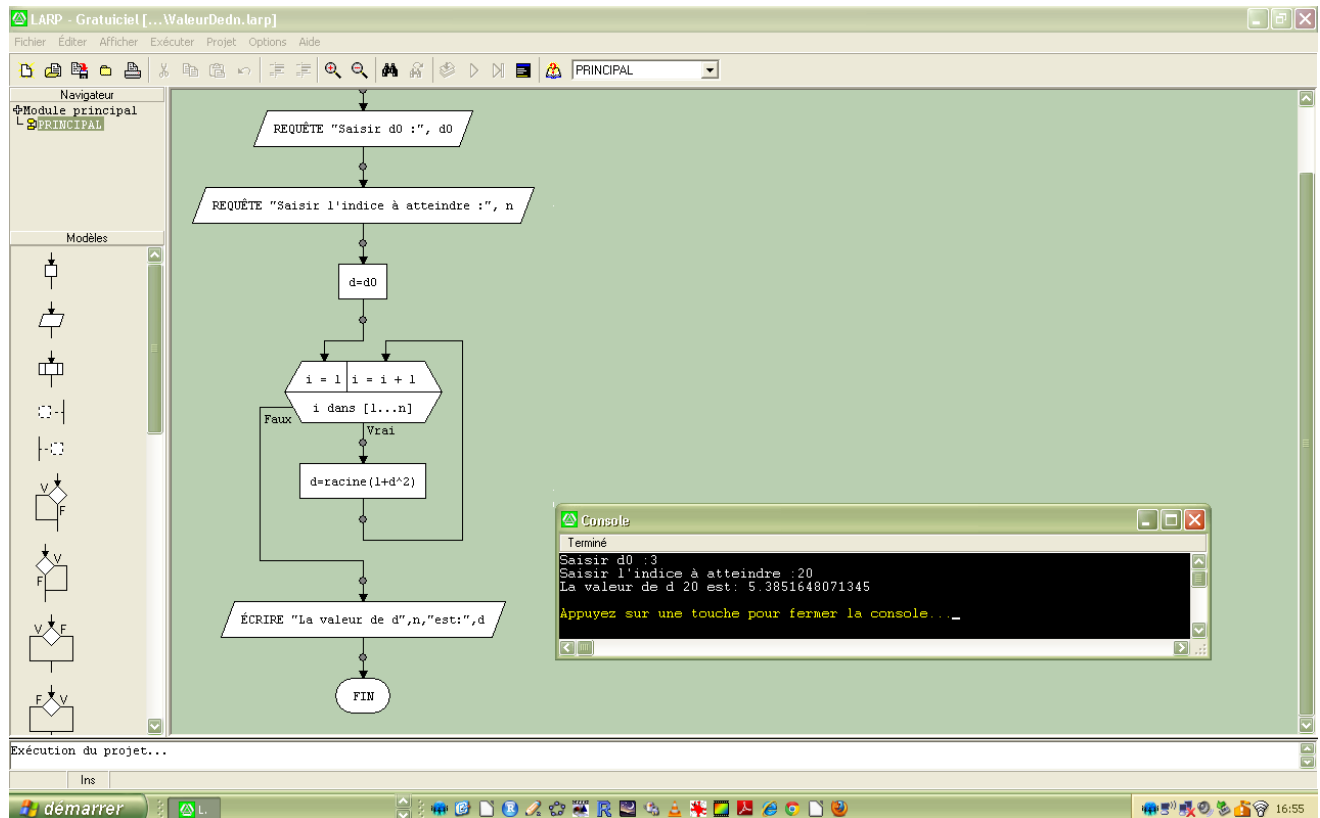 LARP - Gratuiciel [...\ValeurDedn.larp]
Fichier Éditer Afficher Exécuter Projet Options Aide
PRINCIPAL
Navigateur
Module principal
PRINCIPAL
Modèles
V
F
V
F
V F
F V
REQUÊTE "Saisir d0 :", d0
REQUÊTE "Saisir l'indice à atteindre :", n
d=d0
i = 1 i = i + 1
i dans [1...n]
Faux
Vrai
d=racine(1+d^2)
ÉCRIRE "La valeur de d",n,"est:",d
FIN
Console
Terminé
Saisir d0 :3
Saisir l'indice à atteindre :20
La valeur de d 20 est: 5.3851648071345
Appuyez sur une touche pour fermer la console..._
Exécution du projet...
Ins
démarrer
L.
16:55